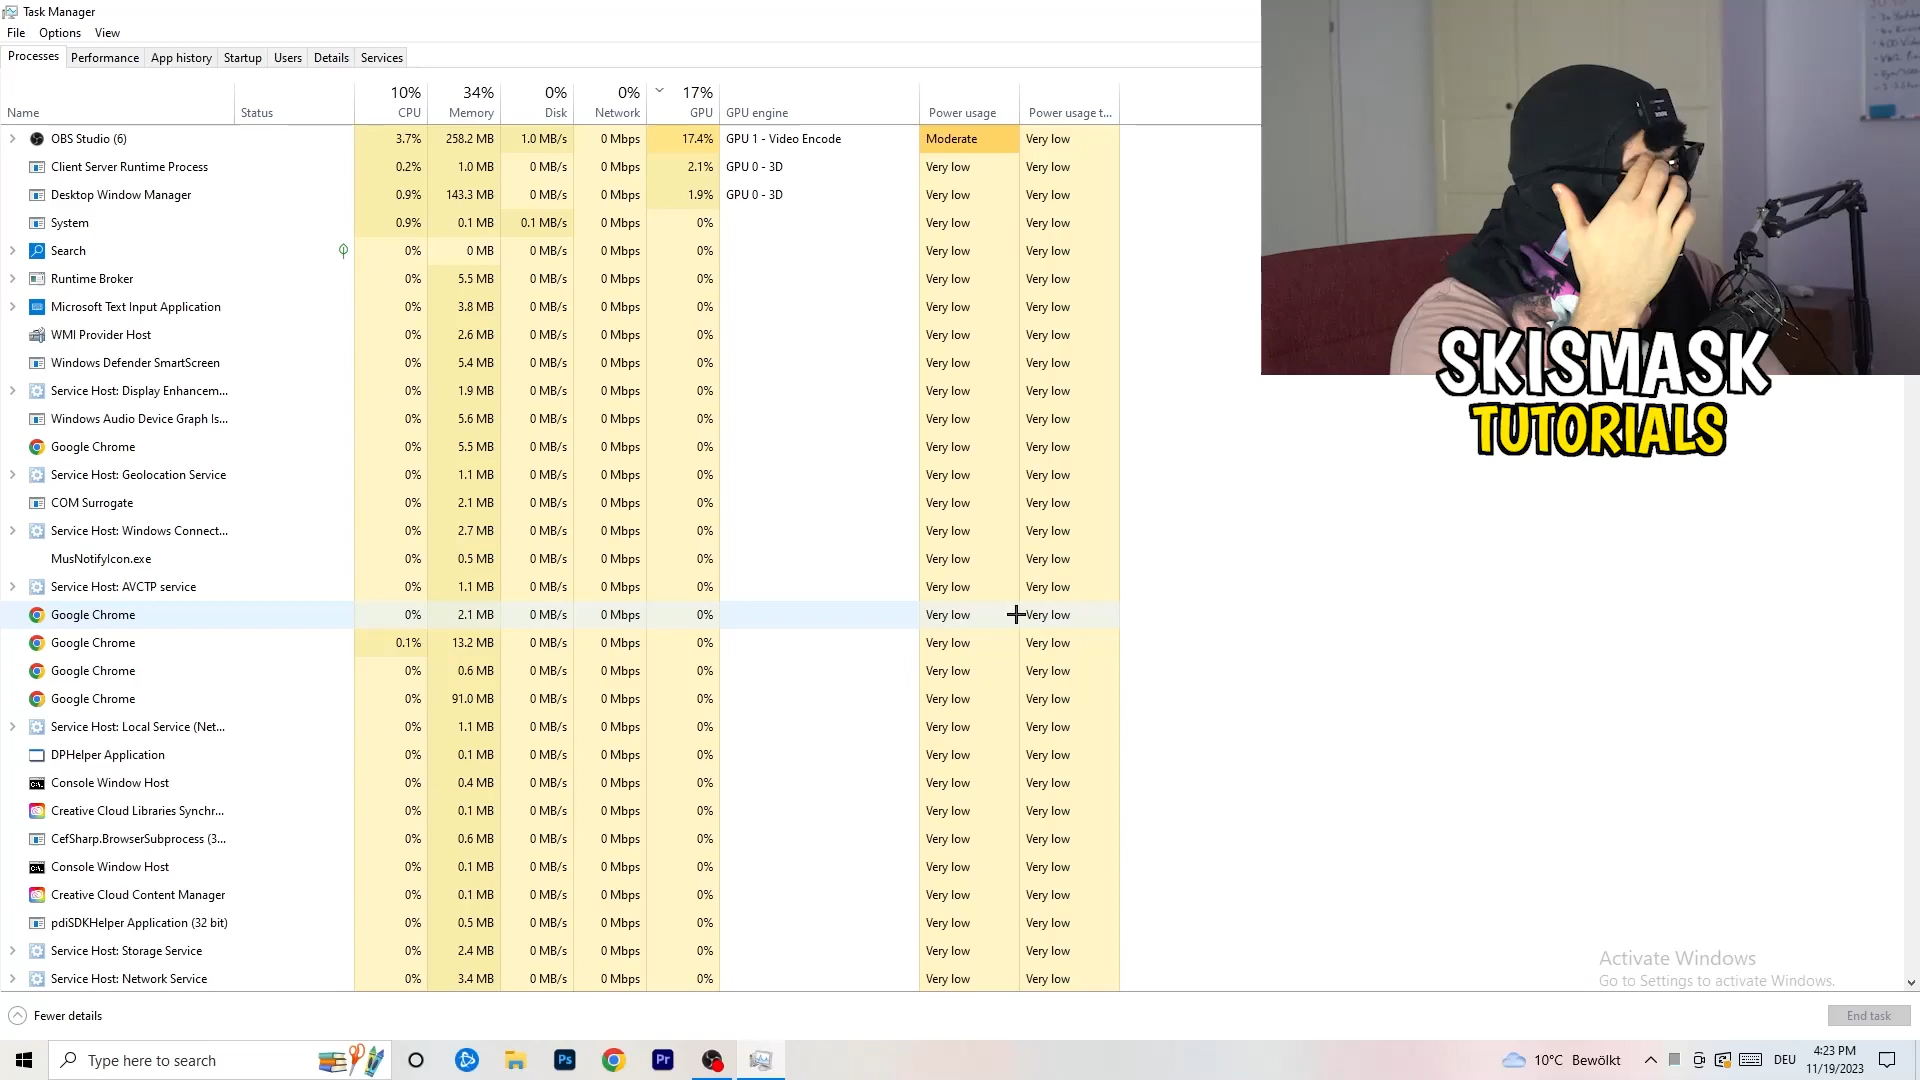 Task Manager
File Options View
Processes Performance App history Startup Users Details Services
10% 34% 0% 0% 17%
Name Status CPU Memory Disk Network GPU GPU engine Power usage Power usage t...
OBS Studio (6) 3.7% 258.2 MB 1.0 MB/s 0 Mbps 17.4% GPU 1 - Video Encode Moderate Very low
Client Server Runtime Process 0.2% 1.0 MB 0 MB/s 0 Mbps 2.1% GPU 0 - 3D Very low Very low
Desktop Window Manager 0.9% 143.3 MB 0 MB/s 0 Mbps 1.9% GPU 0 - 3D Very low Very low
System 0.9% 0.1 MB 0.1 MB/s 0 Mbps 0% Very low Very low
Search 0% 0 MB 0 MB/s 0 Mbps 0% Very low Very low
Runtime Broker 0% 5.5 MB 0 MB/s 0 Mbps 0% Very low Very low
Microsoft Text Input Application 0% 3.8 MB 0 MB/s 0 Mbps 0% Very low Very low
WMI Provider Host 0% 2.6 MB 0 MB/s 0 Mbps 0% Very low Very low
Windows Defender SmartScreen 0% 5.4 MB 0 MB/s 0 Mbps 0% Very low Very low
Service Host: Display Enhancem... 0% 1.9 MB 0 MB/s 0 Mbps 0% Very low Very low
Windows Audio Device Graph Is... 0% 5.6 MB 0 MB/s 0 Mbps 0% Very low Very low
Google Chrome 0% 5.5 MB 0 MB/s 0 Mbps 0% Very low Very low
Service Host: Geolocation Service 0% 1.1 MB 0 MB/s 0 Mbps 0% Very low Very low
COM Surrogate 0% 2.1 MB 0 MB/s 0 Mbps 0% Very low Very low
Service Host: Windows Connect... 0% 2.7 MB 0 MB/s 0 Mbps 0% Very low Very low
MusNotifyIcon.exe 0% 0.5 MB 0 MB/s 0 Mbps 0% Very low Very low
Service Host: AVCTP service 0% 1.1 MB 0 MB/s 0 Mbps 0% Very low Very low
Google Chrome 0% 2.1 MB 0 MB/s 0 Mbps 0% Very low Very low
Google Chrome 0.1% 13.2 MB 0 MB/s 0 Mbps 0% Very low Very low
Google Chrome 0% 0.6 MB 0 MB/s 0 Mbps 0% Very low Very low
Google Chrome 0% 91.0 MB 0 MB/s 0 Mbps 0% Very low Very low
Service Host: Local Service (Net... 0% 1.1 MB 0 MB/s 0 Mbps 0% Very low Very low
DPHelper Application 0% 0.1 MB 0 MB/s 0 Mbps 0% Very low Very low
Console Window Host 0% 0.4 MB 0 MB/s 0 Mbps 0% Very low Very low
Creative Cloud Libraries Synchr... 0% 0.1 MB 0 MB/s 0 Mbps 0% Very low Very low
CefSharp.BrowserSubprocess (3... 0% 0.6 MB 0 MB/s 0 Mbps 0% Very low Very low
Console Window Host 0% 0.1 MB 0 MB/s 0 Mbps 0% Very low Very low
Creative Cloud Content Manager 0% 0.1 MB 0 MB/s 0 Mbps 0% Very low Very low
pdiSDKHelper Application (32 bit) 0% 0.5 MB 0 MB/s 0 Mbps 0% Very low Very low
Service Host: Storage Service 0% 2.4 MB 0 MB/s 0 Mbps 0% Very low Very low
Service Host: Network Service 0% 3.4 MB 0 MB/s 0 Mbps 0% Very low Very low
SKISMASK
TUTORIALS
Activate Windows
Go to Settings to activate Windows.
Fewer details End task
Type here to search Ps Pr 10°C Bewölkt DEU 4:23 PM
11/19/2023